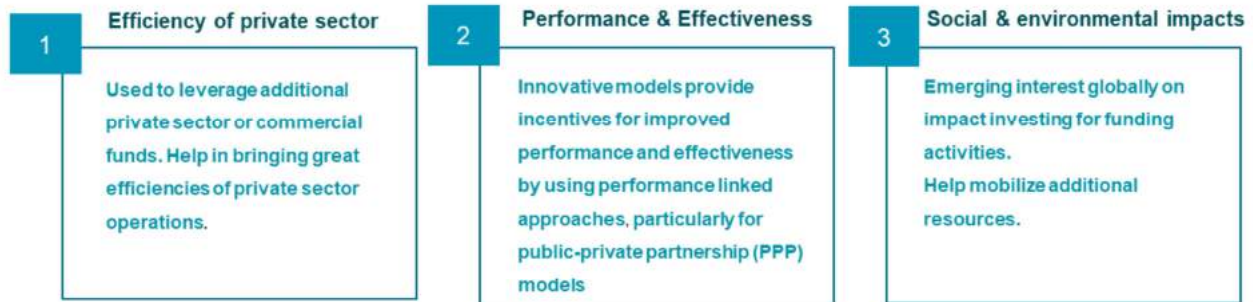 1
Efficiency of private sector
Used to leverage additional
private sector or commercial
funds. Help in bringing great
efficiencies of private sector
operations.
2
Performance & Effectiveness
Innovative models provide
incentives for improved
performance and effectiveness
by using performance linked
approaches, particularly for
public-private partnership (PPP)
models
3
Social & environmental impacts
Emerging interest globally on
impact investing for funding
activities.
Help mobilize additional
resources.